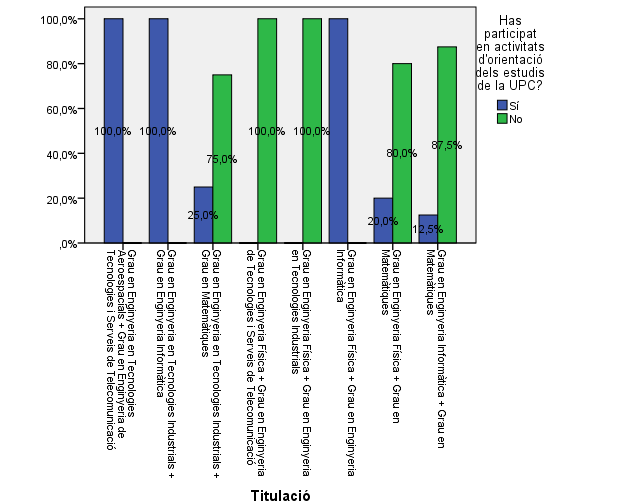 Has
participat
en activitats
d'orientació
dels estudis
de la UPC?
Sí
No
100,0%
80,0%
60,0%
40,0%
20,0%
,0%
100,0%
100,0%
25,0%
75,0%
100,0%
100,0%
20,0%
80,0%
12,5%
87,5%
Grau en Enginyeria en Tecnologies
Aeroespacials + Grau en Enginyeria de
Tecnologies i Serveis de Telecomunicació
Grau en Enginyeria en Tecnologies Industrials +
Grau en Enginyeria Informàtica
Grau en Enginyeria en Tecnologies Industrials +
Grau en Matemàtiques
Grau en Enginyeria Física + Grau en Enginyeria
de Tecnologies i Serveis de Telecomunicació
Grau en Enginyeria Física + Grau en Enginyeria
en Tecnologies Industrials
Grau en Enginyeria Física + Grau en Enginyeria
Informàtica
Grau en Enginyeria Física + Grau en
Matemàtiques
Grau en Enginyeria Informàtica + Grau en
Matemàtiques
Titulació